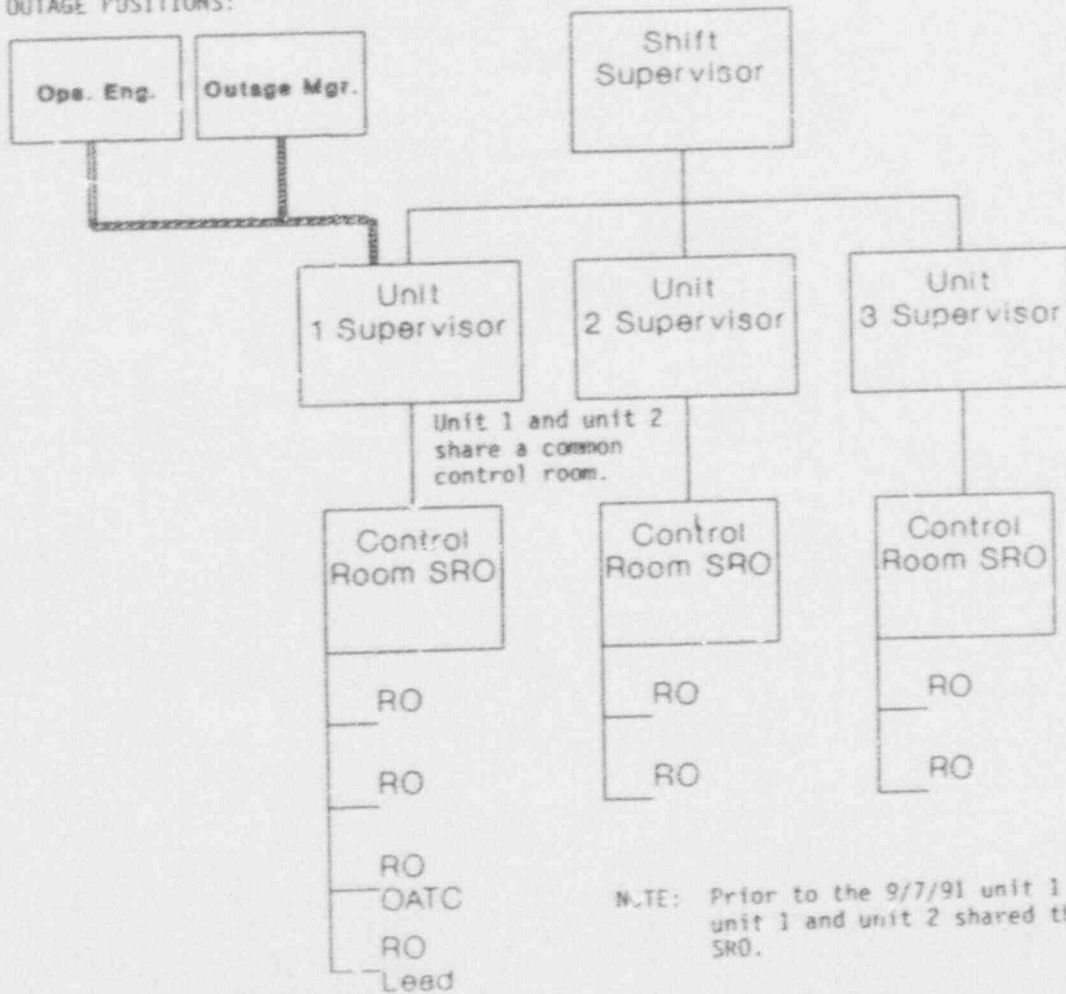 OUTAGE POSITIONS:
Ops. Eng.
Outage Mgr.
Shift
Supervisor
Unit
1 Supervisor
Unit
2 Supervisor
Unit
3 Supervisor
Unit 1 and unit 2
share a common
control room.
Control
Room SRO
Control
Room SRO
Control
Room SRO
RO
RO
RO
OATC
RO
Lead
RO
RO
RO
RO
NOTE: Prior to the 9/7/91 unit 1
unit 1 and unit 2 shared
SRO.